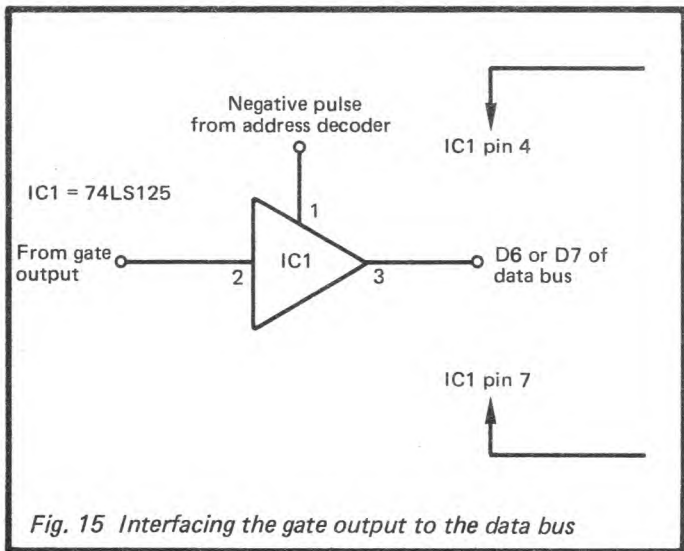 Negative pulse
from address decoder
IC1 pin 4
IC1 = 74LS125
1
From gate
output
2
IC1
3
D6 or D7 of
data bus
IC1 pin 7
Fig. 15 Interfacing the gate output to the data bus